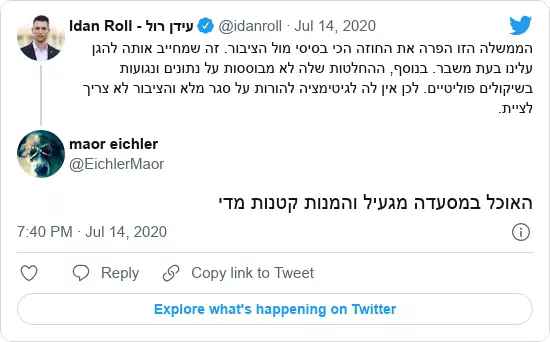 Idan Roll - עידן רול @idanroll · Jul 14, 2020
הממשלה הזו הפרה את החוזה הכי בסיסי מול הציבור. זה שמחייב אותה להגן
עלינו בעת משבר. בנוסף, ההחלטות שלה לא מבוססות על נתונים ונגועות
בשיקולים פוליטיים. לכן אין לה לגיטימציה להורות על סגר מלא והציבור לא צריך
לציית.
maor eichler
@EichlerMaor
האוכל במסעדה מגעיל והמנות קטנות מדי
7:40 PM · Jul 14, 2020
Reply Copy link to Tweet
Explore what's happening on Twitter